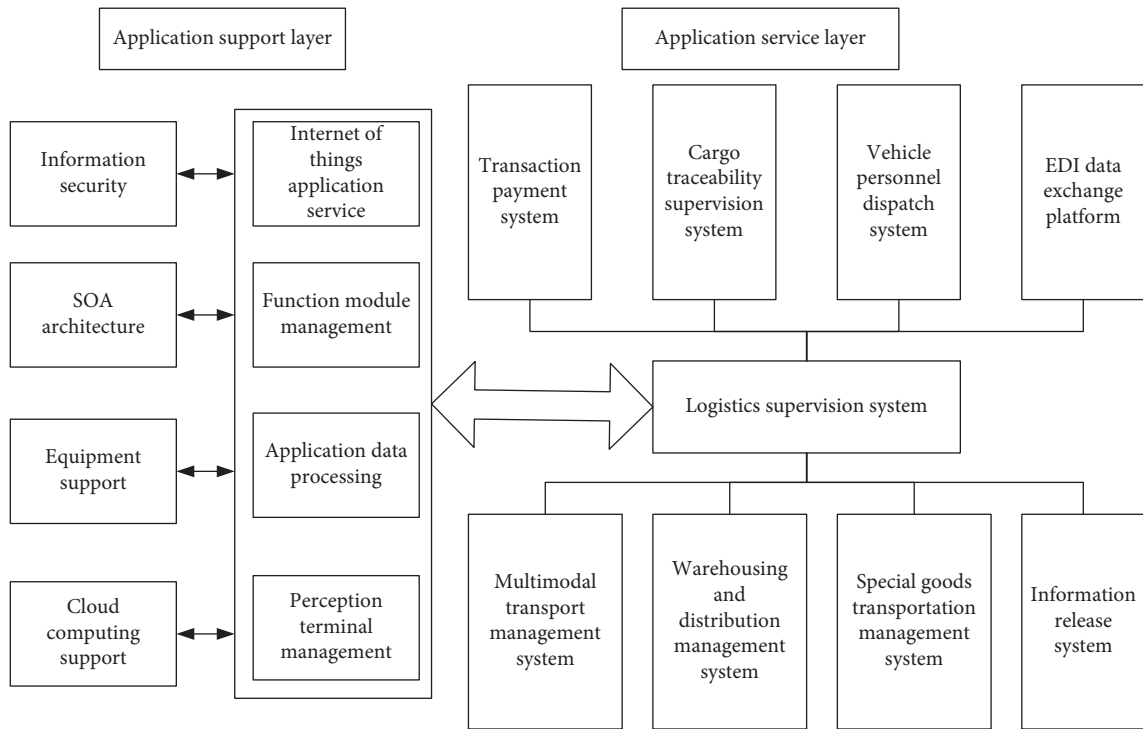 Application support layer
Application service layer
Information
security
SOA
architecture
Equipment
support
Cloud
computing
support
Internet of
things
application
service
Function module
management
Application data
processing
Perception
terminal
management
Transaction
payment
system
Cargo
traceability
supervision
system
Vehicle
personnel
dispatch
system
EDI data
exchange
platform
Logistics supervision system
Multimodal
transport
management
system
Warehousing
and
distribution
management
system
Special goods
transportation
management
system
Information
release
system